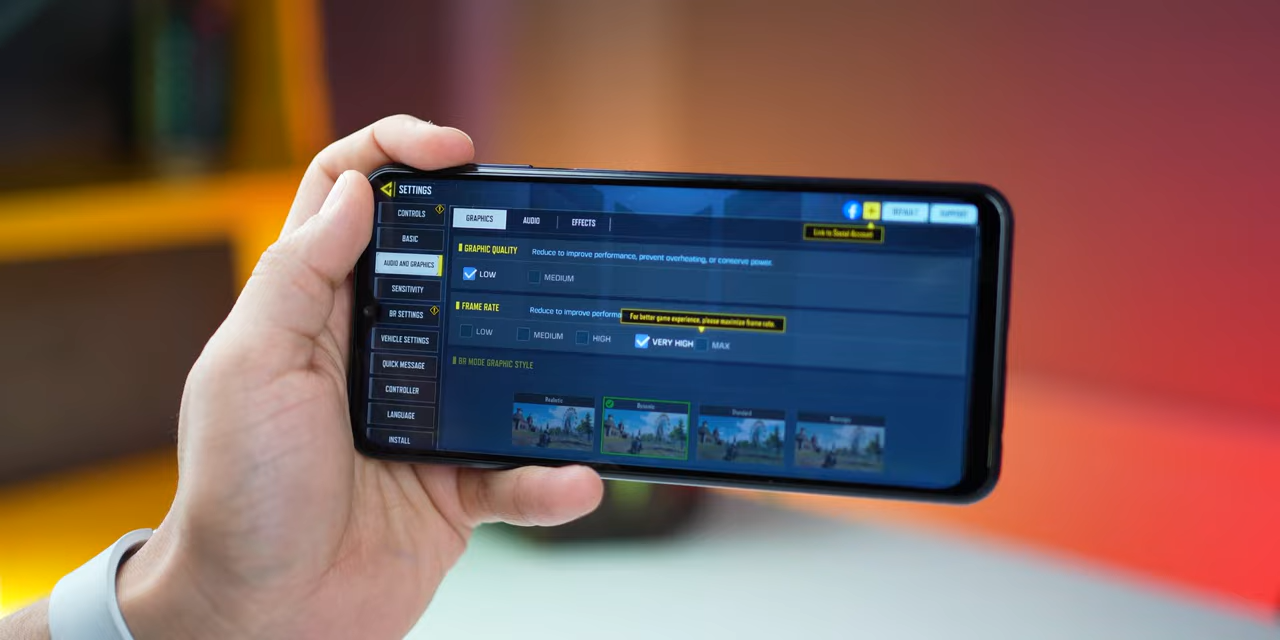 SETTINGS
DEFAULT
SUPPORT
Link to Social Account
CONTROLS
BASIC
AUDIO AND GRAPHICS
SENSITIVITY
BR SETTINGS
VEHICLE SETTINGS
QUICK MESSAGE
CONTROLLER
LANGUAGE
INSTALL
GRAPHICS AUDIO EFFECTS
GRAPHIC QUALITY Reduce to improve performance, prevent overheating, or conserve power.
LOW MEDIUM
FRAME RATE Reduce to improve performa
For better game experience, please maximize frame rate.
LOW MEDIUM HIGH VERY HIGH MAX
BR MODE GRAPHIC STYLE
Realistic Dynamic Standard